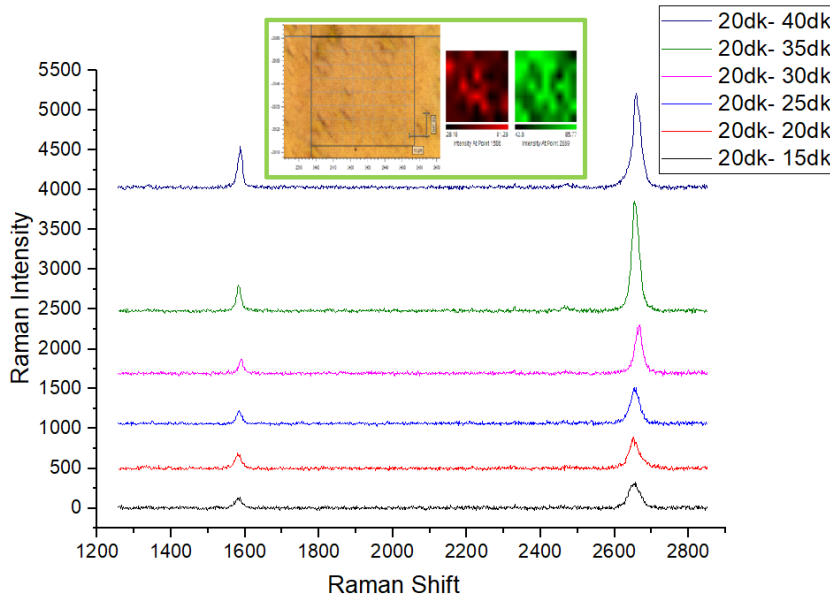 20dk- 40dk
20dk- 35dk
20dk- 30dk
20dk- 25dk
20dk- 20dk
20dk- 15dk
Intensity At Point 1588
Intensity At Point 2659
5500
5000
4500
4000
3500
3000
2500
2000
1500
1000
500
0
Raman Intensity
1200 1400 1600 1800 2000 2200 2400 2600 2800
Raman Shift